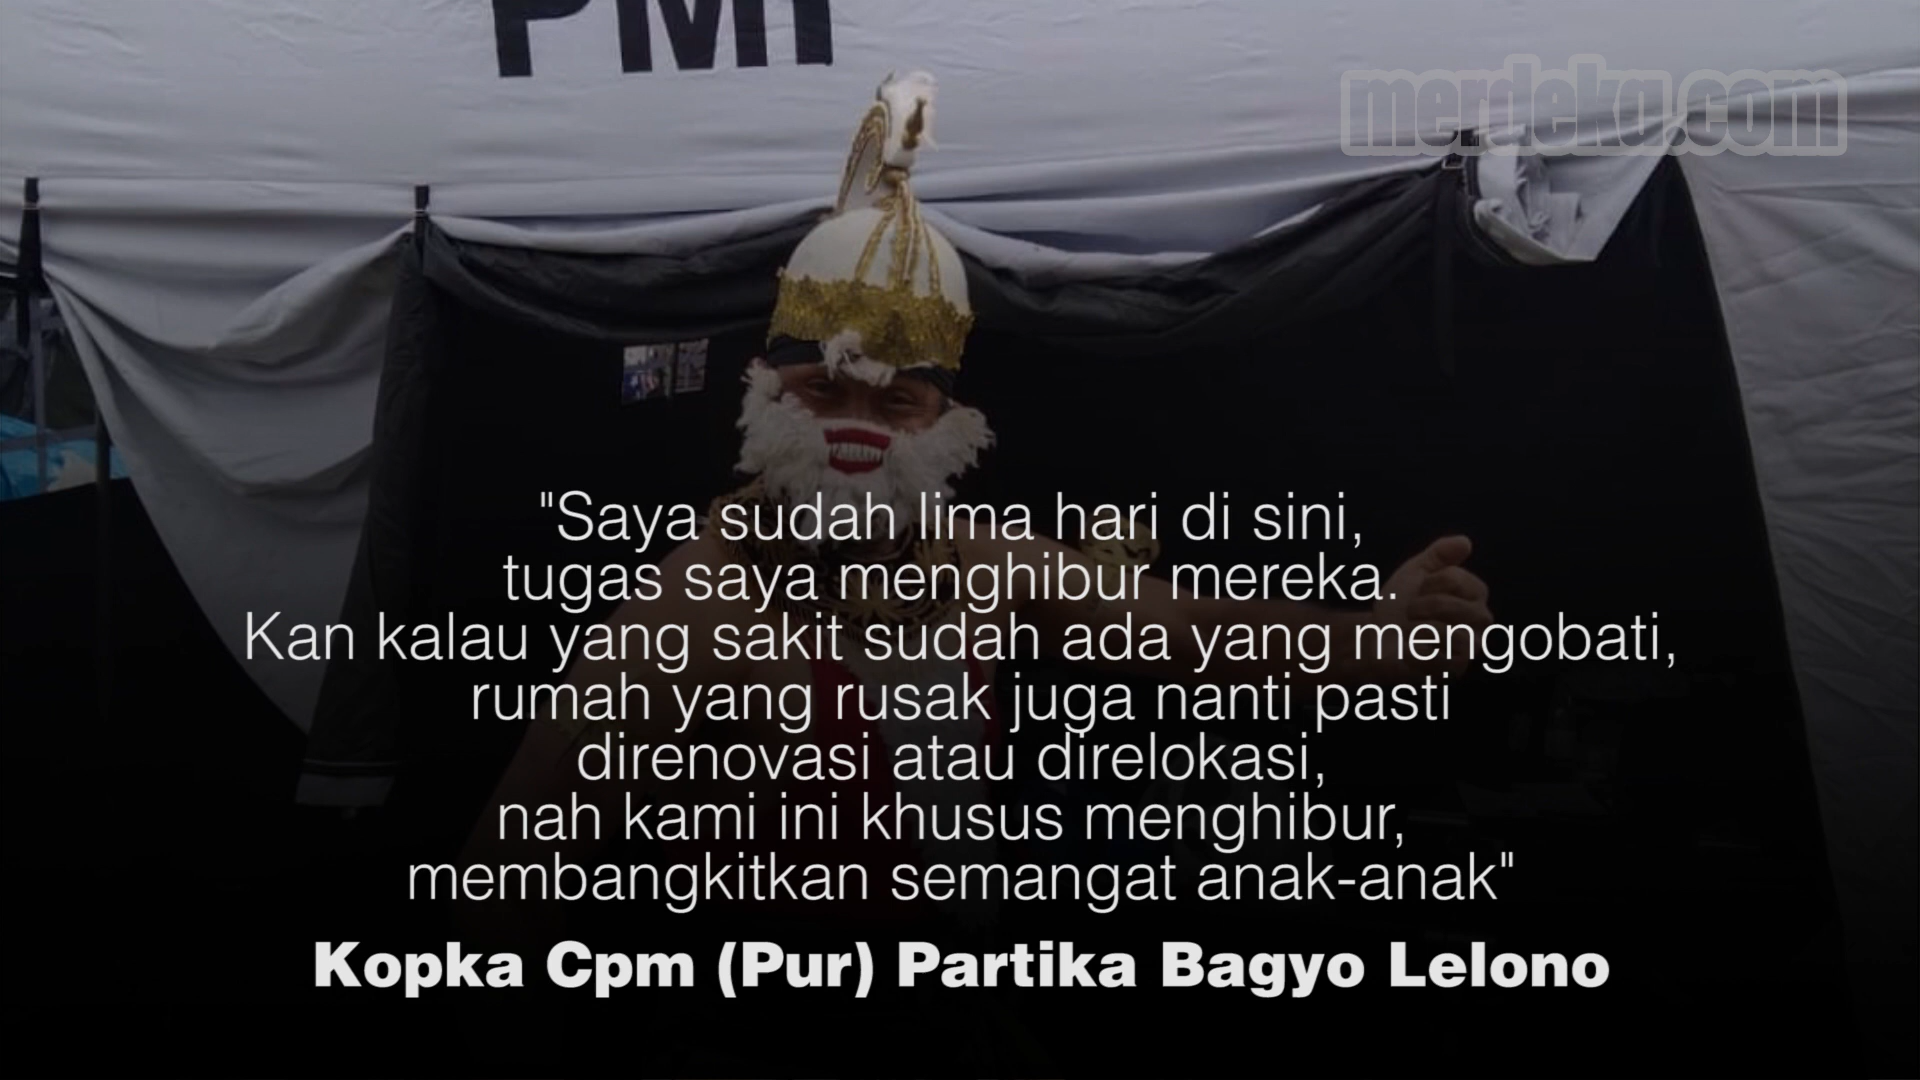 PMI
merdeka.com
"Saya sudah lima hari di sini,
tugas saya menghibur mereka.
Kan kalau yang sakit sudah ada yang mengobati,
rumah yang rusak juga nanti pasti
direnovasi atau direlokasi,
nah kami ini khusus menghibur,
membangkitkan semangat anak-anak"
Kopka Cpm (Pur) Partika Bagyo Lelono